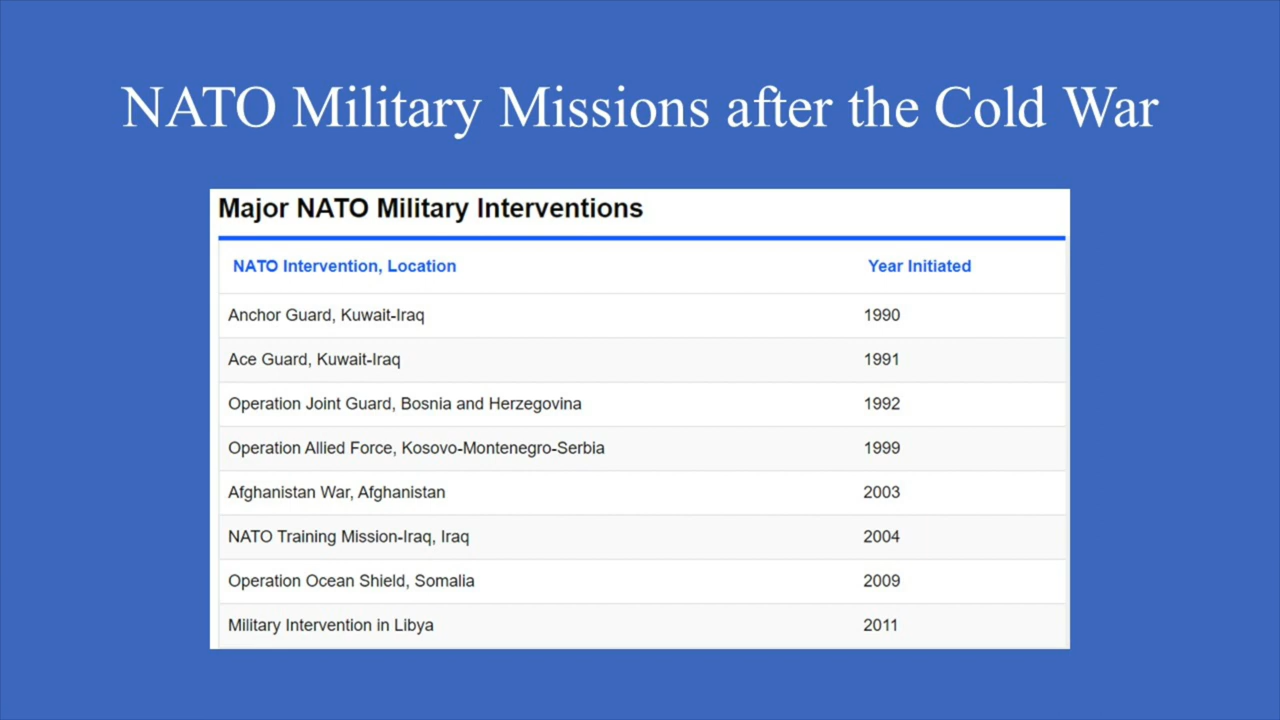 NATO Military Missions after the Cold War
Major NATO Military Interventions
NATO Intervention, Location Year Initiated
Anchor Guard, Kuwait-Iraq 1990
Ace Guard, Kuwait-Iraq 1991
Operation Joint Guard, Bosnia and Herzegovina 1992
Operation Allied Force, Kosovo-Montenegro-Serbia 1999
Afghanistan War, Afghanistan 2003
NATO Training Mission-Iraq, Iraq 2004
Operation Ocean Shield, Somalia 2009
Military Intervention in Libya 2011